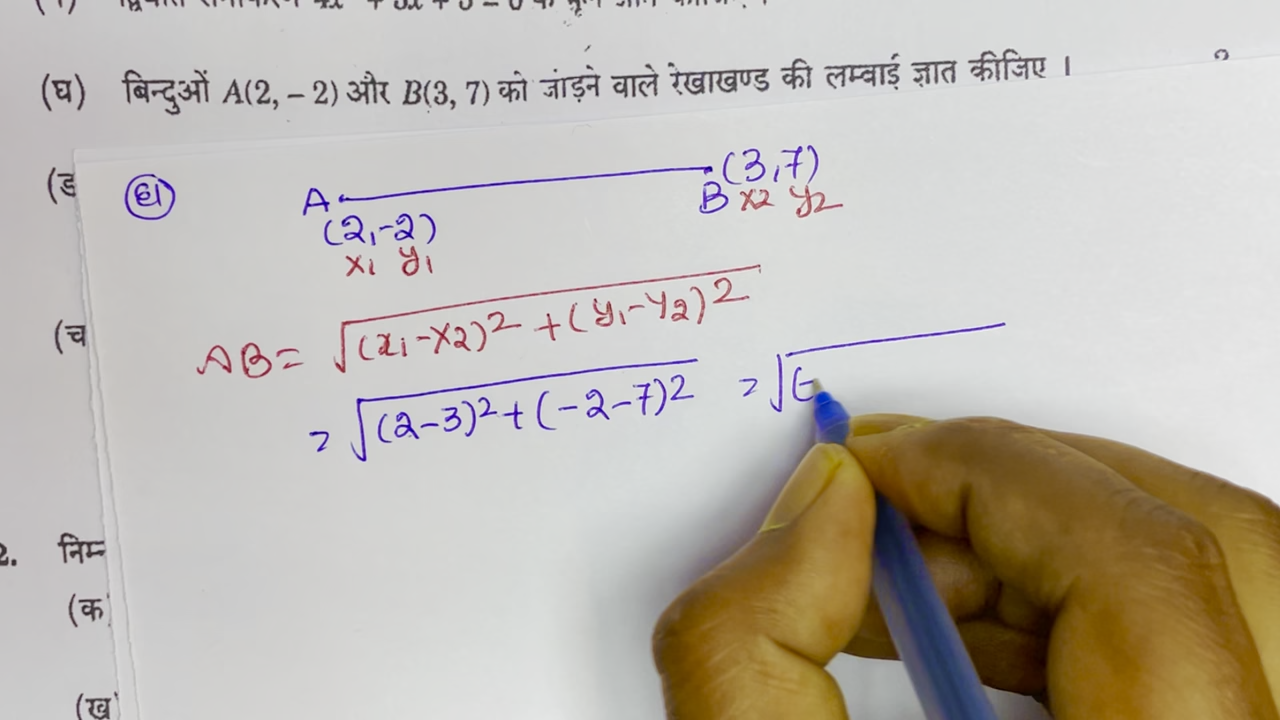 (घ) बिन्दुओं A(2, – 2) और B(3, 7) को जोड़ने वाले रेखाखण्ड की लम्बाई ज्ञात कीजिए ।
(ड
घ
A B (3,7)
(2,-2) x2 y2
x1 y1
(च
AB = √(x1-x2)² + (y1-y2)²
= √(2-3)² + (-2-7)² = √(-
2. निम्न
(क
(ख